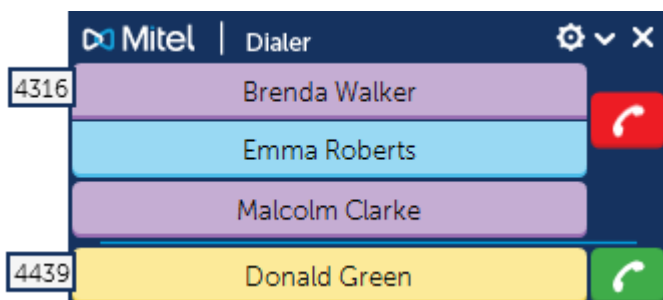 Mitel | Dialer
4316 Brenda Walker
Emma Roberts
Malcolm Clarke
4439 Donald Green